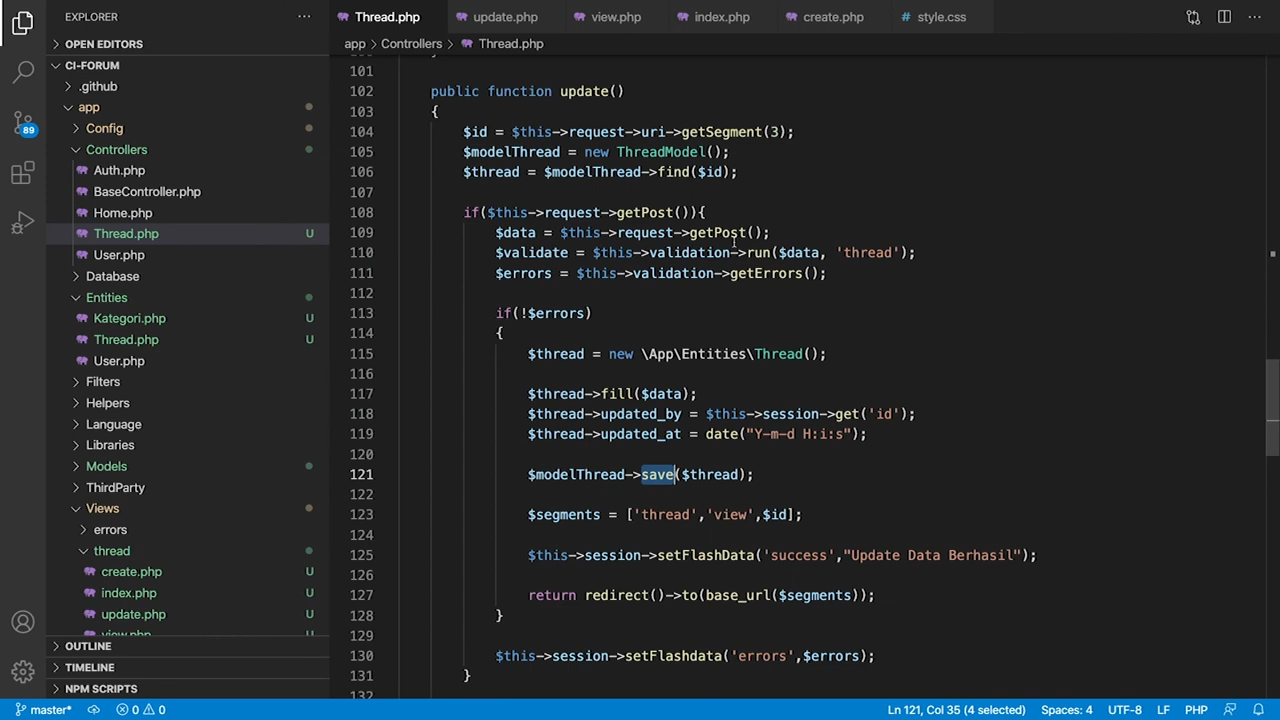 EXPLORER
Thread.php
update.php
view.php
index.php
create.php
style.css
OPEN EDITORS
app
Controllers
Thread.php
CI-FORUM
.github
app
Config
Controllers
Auth.php
BaseController.php
Home.php
Thread.php U
User.php
Database
Entities
Kategori.php U
Thread.php U
User.php
Filters
Helpers
Language
Libraries
Models
ThirdParty
Views
errors
thread
create.php U
index.php U
update.php U
view.php U
OUTLINE
TIMELINE
NPM SCRIPTS
89
101
102 public function update()
103 {
104 $id = $this->request->uri->getSegment(3);
105 $modelThread = new ThreadModel();
106 $thread = $modelThread->find($id);
107
108 if($this->request->getPost()){
109 $data = $this->request->getPost();
110 $validate = $this->validation->run($data, 'thread');
111 $errors = $this->validation->getErrors();
112
113 if(!$errors)
114 {
115 $thread = new \App\Entities\Thread();
116
117 $thread->fill($data);
118 $thread->updated_by = $this->session->get('id');
119 $thread->updated_at = date("Y-m-d H:i:s");
120
121 $modelThread->save($thread);
122
123 $segments = ['thread','view',$id];
124
125 $this->session->setFlashData('success',"Update Data Berhasil");
126
127 return redirect()->to(base_url($segments));
128 }
129
130 $this->session->setFlashdata('errors',$errors);
131 }
132
master* 0 0
Ln 121, Col 35 (4 selected)
Spaces: 4
UTF-8
LF
PHP